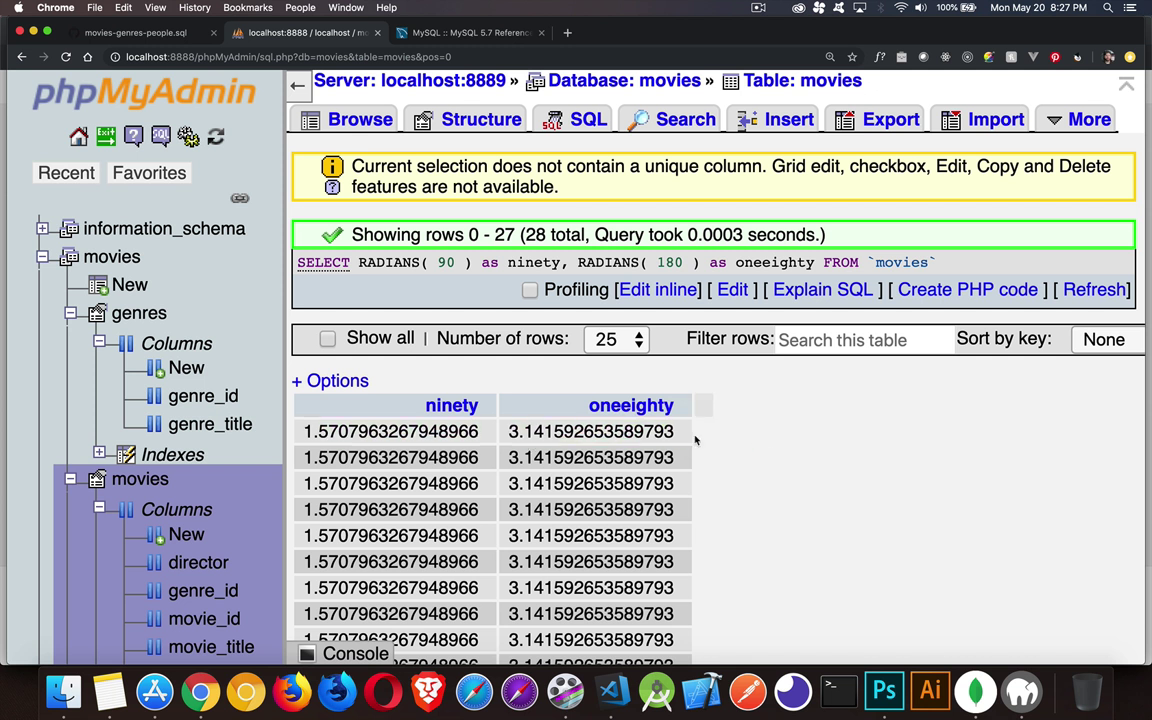 Chrome File Edit View History Bookmarks People Window Help 100% Mon May 20 8:27 PM
movies-genres-people.sql localhost:8888 / localhost / mo MySQL :: MySQL 5.7 Referenc
localhost:8888/phpMyAdmin/sql.php?db=movies&table=movies&pos=0
phpMyAdmin
Recent Favorites
information_schema
movies
New
genres
Columns
New
genre_id
genre_title
Indexes
movies
Columns
New
director
genre_id
movie_id
movie_title
Server: localhost:8889 » Database: movies » Table: movies
Browse Structure SQL Search Insert Export Import More
Current selection does not contain a unique column. Grid edit, checkbox, Edit, Copy and Delete
features are not available.
Showing rows 0 - 27 (28 total, Query took 0.0003 seconds.)
SELECT RADIANS( 90 ) as ninety, RADIANS( 180 ) as oneeighty FROM `movies`
Profiling [Edit inline] [ Edit ] [ Explain SQL ] [ Create PHP code ] [ Refresh]
Show all | Number of rows: 25 Filter rows: Search this table Sort by key: None
+ Options
ninety oneeighty
1.5707963267948966 3.141592653589793
1.5707963267948966 3.141592653589793
1.5707963267948966 3.141592653589793
1.5707963267948966 3.141592653589793
1.5707963267948966 3.141592653589793
1.5707963267948966 3.141592653589793
1.5707963267948966 3.141592653589793
1.5707963267948966 3.141592653589793
1.5707963267948966 3.141592653589793
Console
Ps Ai